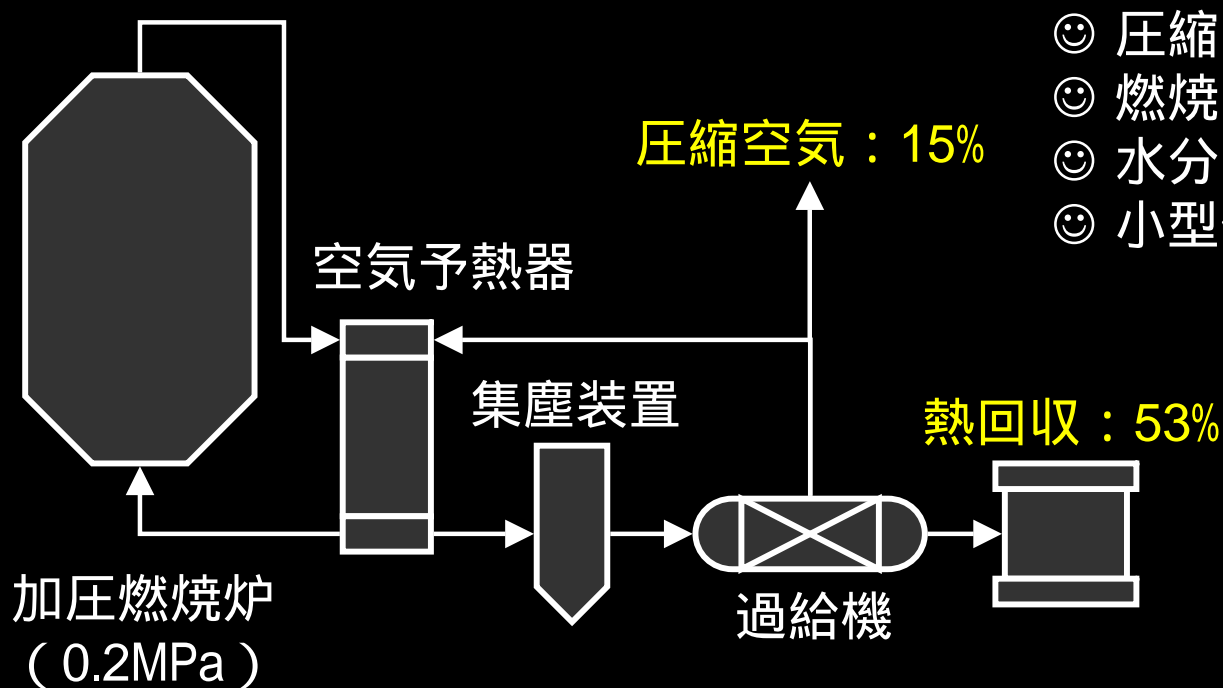 圧縮
燃焼
水分
小型
圧縮空気：15%
空気予熱器
集塵装置
熱回収：53%
過給機
加圧燃焼炉
（0.2MPa）